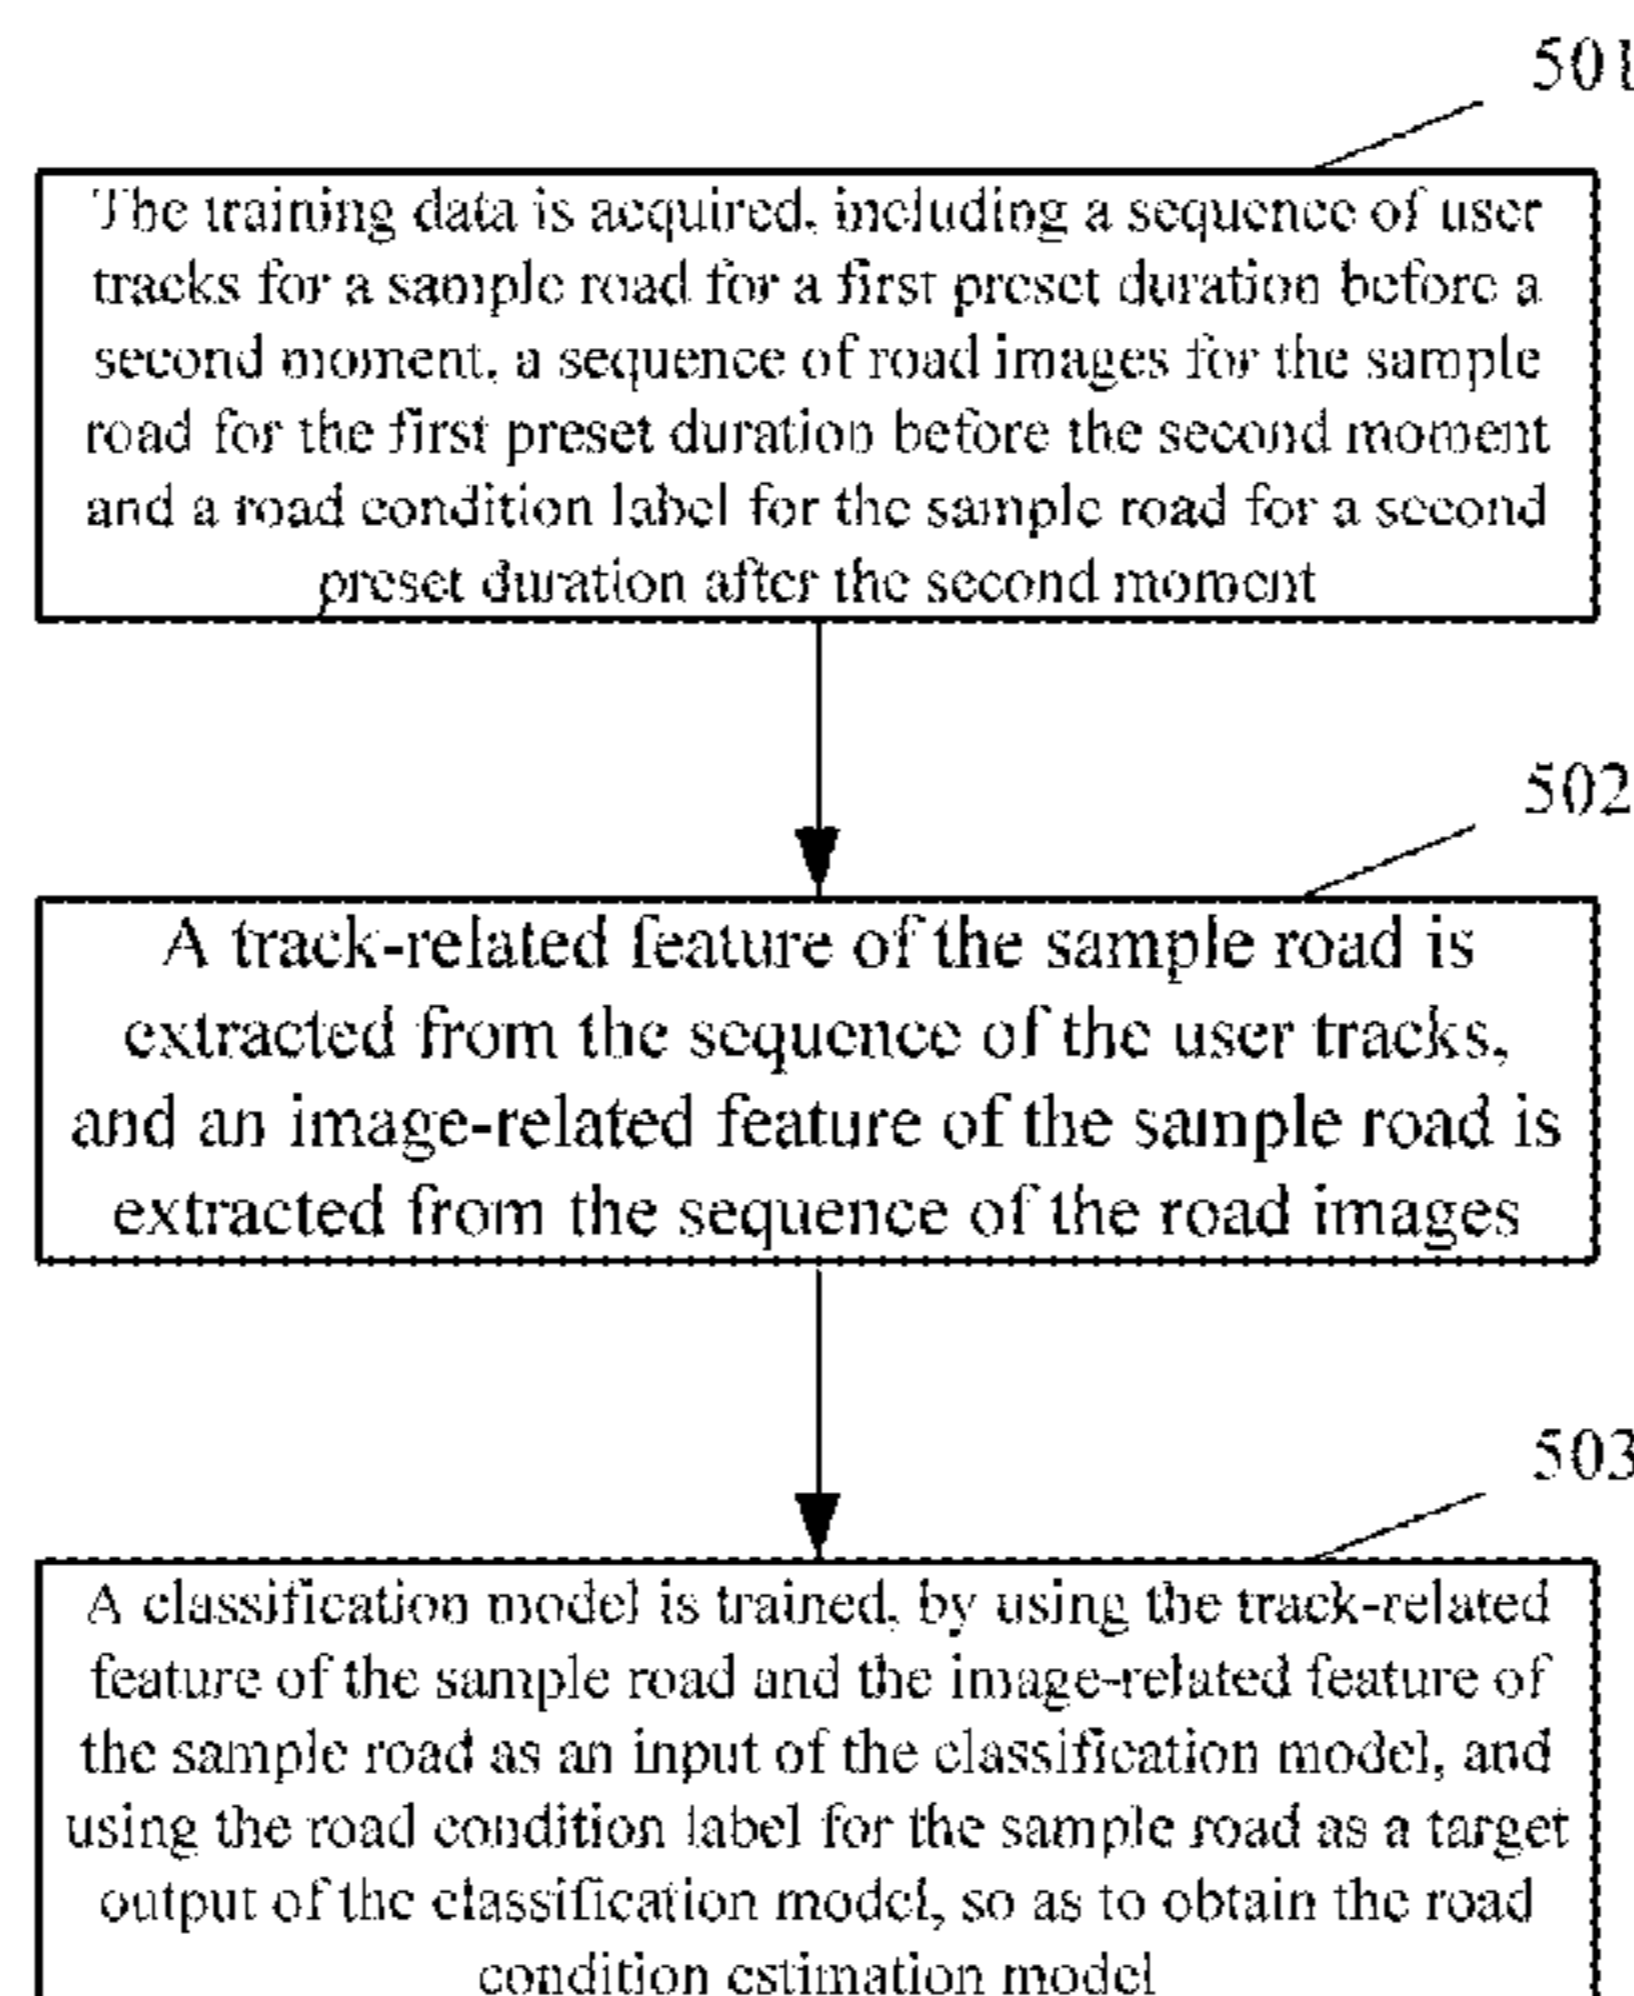 501
The training data is acquired, including a sequence of user
tracks for a sample road for a first preset duration before a
second moment, a sequence of road images for the sample
road for the first preset duration before the second moment
and a road condition label for the sample road for a second
preset duration after the second moment
502
A track-related feature of the sample road is
extracted from the sequence of the user tracks,
and an image-related feature of the sample road is
extracted from the sequence of the road images
503
A classification model is trained, by using the track-related
feature of the sample road and the image-related feature of
the sample road as an input of the classification model, and
using the road condition label for the sample road as a target
output of the classification model, so as to obtain the road
condition estimation model